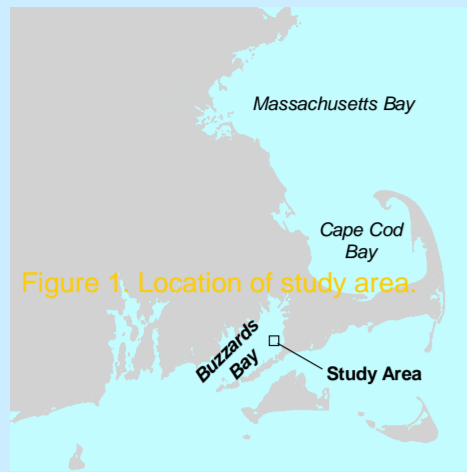 Massachusetts Bay
Cape Cod
Bay
Figure 1. Location of study area.
Buzzards
Bay
Study Area